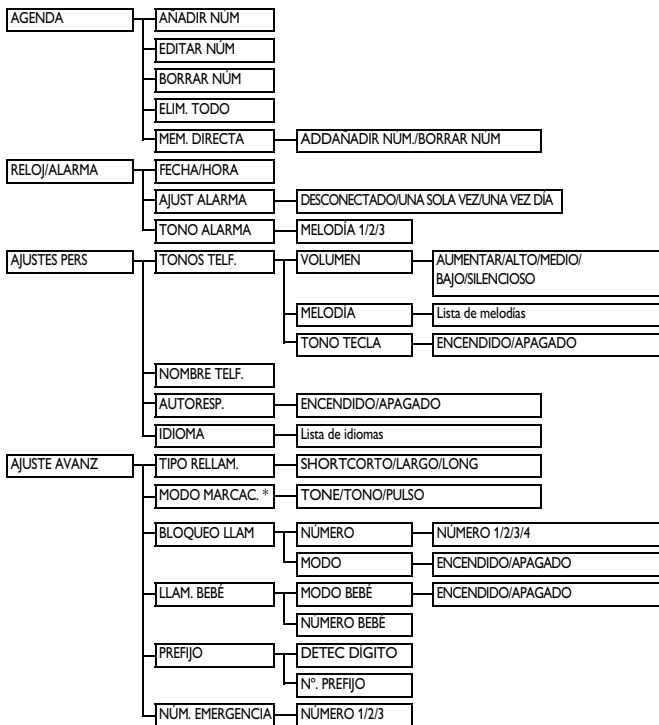 AGENDA
AÑADIR NÚM
EDITAR NÚM
BORRAR NÚM
ELIM. TODO
MEM. DIRECTA
ADDAÑADIR NÚM./BORRAR NÚM
RELOJ/ALARMA
FECHA/HORA
AJUST ALARMA
DESCONECTADO/UNA SOLA VEZ/UNA VEZ DÍA
TONO ALARMA
MELODÍA 1/2/3
AJUSTES PERS
TONOS TELF.
VOLUMEN
AUMENTAR/ALTO/MEDIO/
BAJO/SILENCIOSO
MELODÍA
Lista de melodías
TONO TECLA
ENCENDIDO/APAGADO
NOMBRE TELF.
AUTORESP.
ENCENDIDO/APAGADO
IDIOMA
Lista de idiomas
AJUSTE AVANZ
TIPO RELLAM.
SHORTCORTO/LARGO/LONG
MODO MARCAC. *
TONE/TONO/PULSO
BLOQUEO LLAM
NÚMERO
NÚMERO 1/2/3/4
MODO
ENCENDIDO/APAGADO
LLAM. BEBÉ
MODO BEBÉ
ENCENDIDO/APAGADO
NÚMERO BEBÉ
PREFIJO
DETEC DÍGITO
Nº. PREFIJO
NÚM. EMERGENCIA
NÚMERO 1/2/3